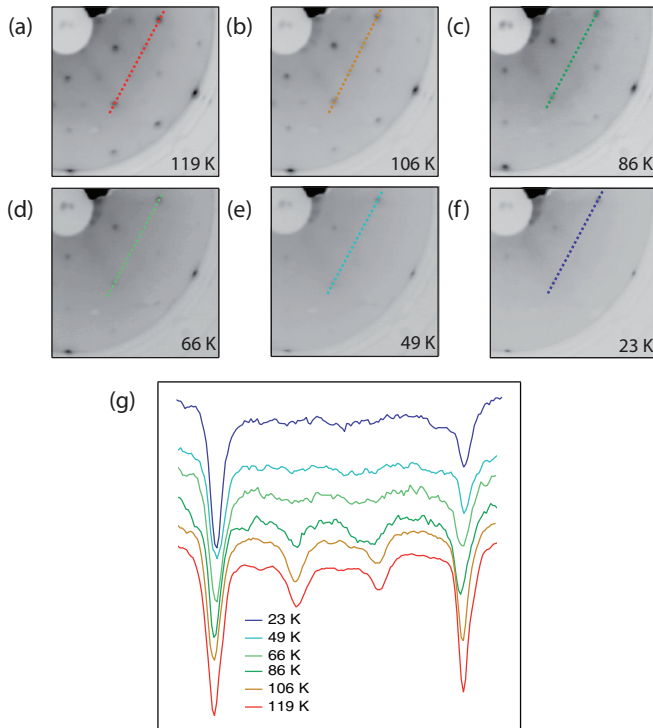 (a)
119 K
(b)
106 K
(c)
86 K
(d)
66 K
(e)
49 K
(f)
23 K
(g)
23 K
49 K
66 K
86 K
106 K
119 K